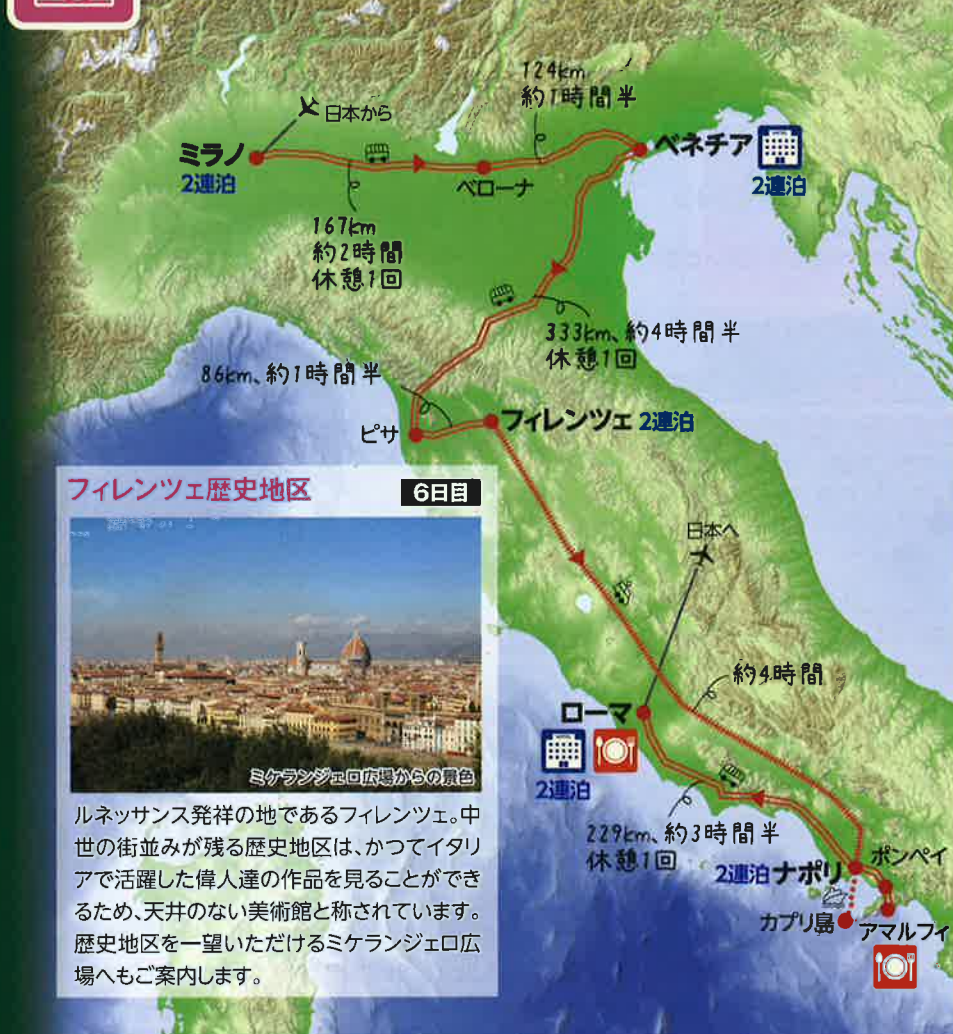 124km
約1時間半
日本から
ミラノ
2連泊
ベローナ
ベネチア
2連泊
167km
約2時間
休憩1回
333km、約4時間半
休憩1回
86km、約1時間半
ピサ
フィレンツェ 2連泊
フィレンツェ歴史地区
6日目
ミケランジェロ広場からの景色
ルネッサンス発祥の地であるフィレンツェ。中
世の街並みが残る歴史地区は、かつてイタリ
アで活躍した偉人達の作品を見ることができ
るため、天井のない美術館と称されています。
歴史地区を一望いただけるミケランジェロ広
場へもご案内します。
日本へ
約4時間
ローマ
2連泊
229km、約3時間半
休憩1回
2連泊 ナポリ
ポンペイ
カプリ島
アマルフィ